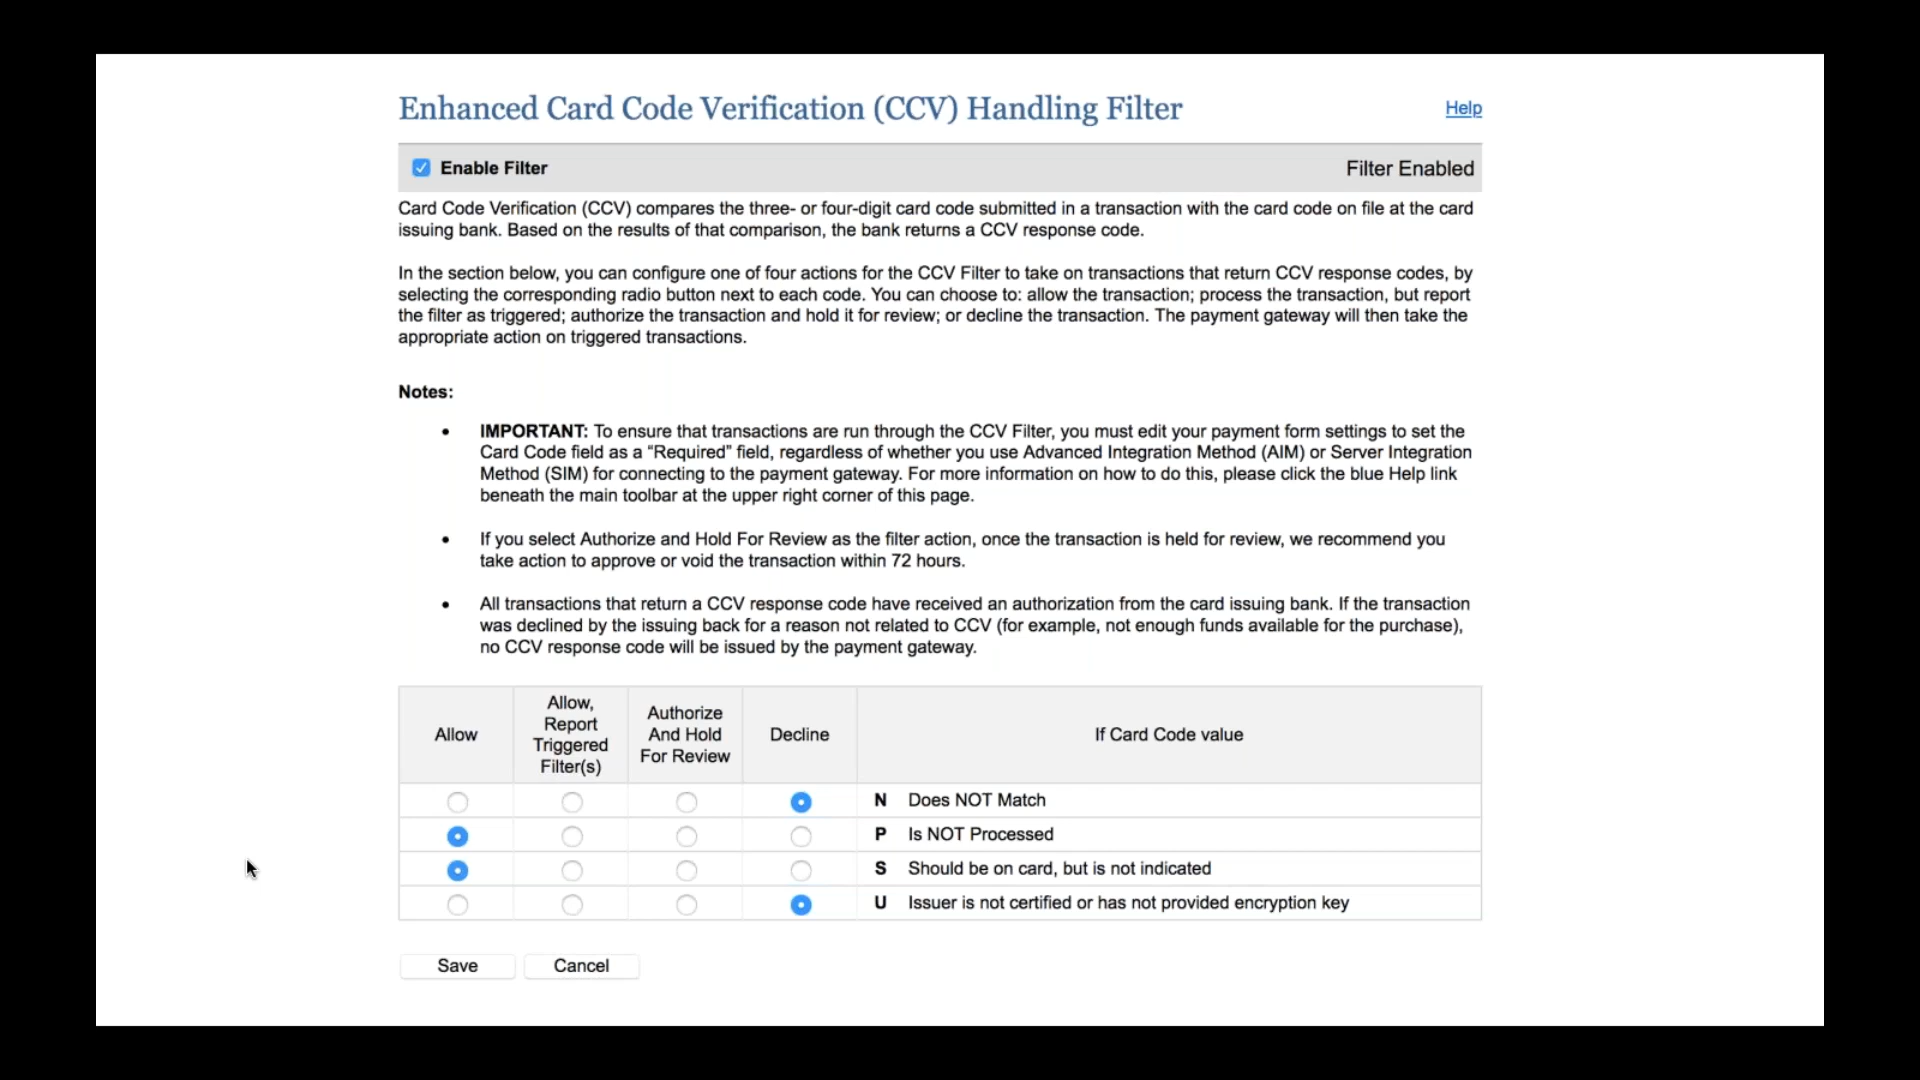 Enhanced Card Code Verification (CCV) Handling Filter
Help
Enable Filter
Filter Enabled
Card Code Verification (CCV) compares the three- or four-digit card code submitted in a transaction with the card code on file at the card
issuing bank. Based on the results of that comparison, the bank returns a CCV response code.
In the section below, you can configure one of four actions for the CCV Filter to take on transactions that return CCV response codes, by
selecting the corresponding radio button next to each code. You can choose to: allow the transaction; process the transaction, but report
the filter as triggered; authorize the transaction and hold it for review; or decline the transaction. The payment gateway will then take the
appropriate action on triggered transactions.
Notes:
• IMPORTANT: To ensure that transactions are run through the CCV Filter, you must edit your payment form settings to set the
Card Code field as a “Required” field, regardless of whether you use Advanced Integration Method (AIM) or Server Integration
Method (SIM) for connecting to the payment gateway. For more information on how to do this, please click the blue Help link
beneath the main toolbar at the upper right corner of this page.
• If you select Authorize and Hold For Review as the filter action, once the transaction is held for review, we recommend you
take action to approve or void the transaction within 72 hours.
• All transactions that return a CCV response code have received an authorization from the card issuing bank. If the transaction
was declined by the issuing back for a reason not related to CCV (for example, not enough funds available for the purchase),
no CCV response code will be issued by the payment gateway.
Allow
Allow,
Report
Triggered
Filter(s)
Authorize
And Hold
For Review
Decline
If Card Code value
N Does NOT Match
P Is NOT Processed
S Should be on card, but is not indicated
U Issuer is not certified or has not provided encryption key
Save
Cancel